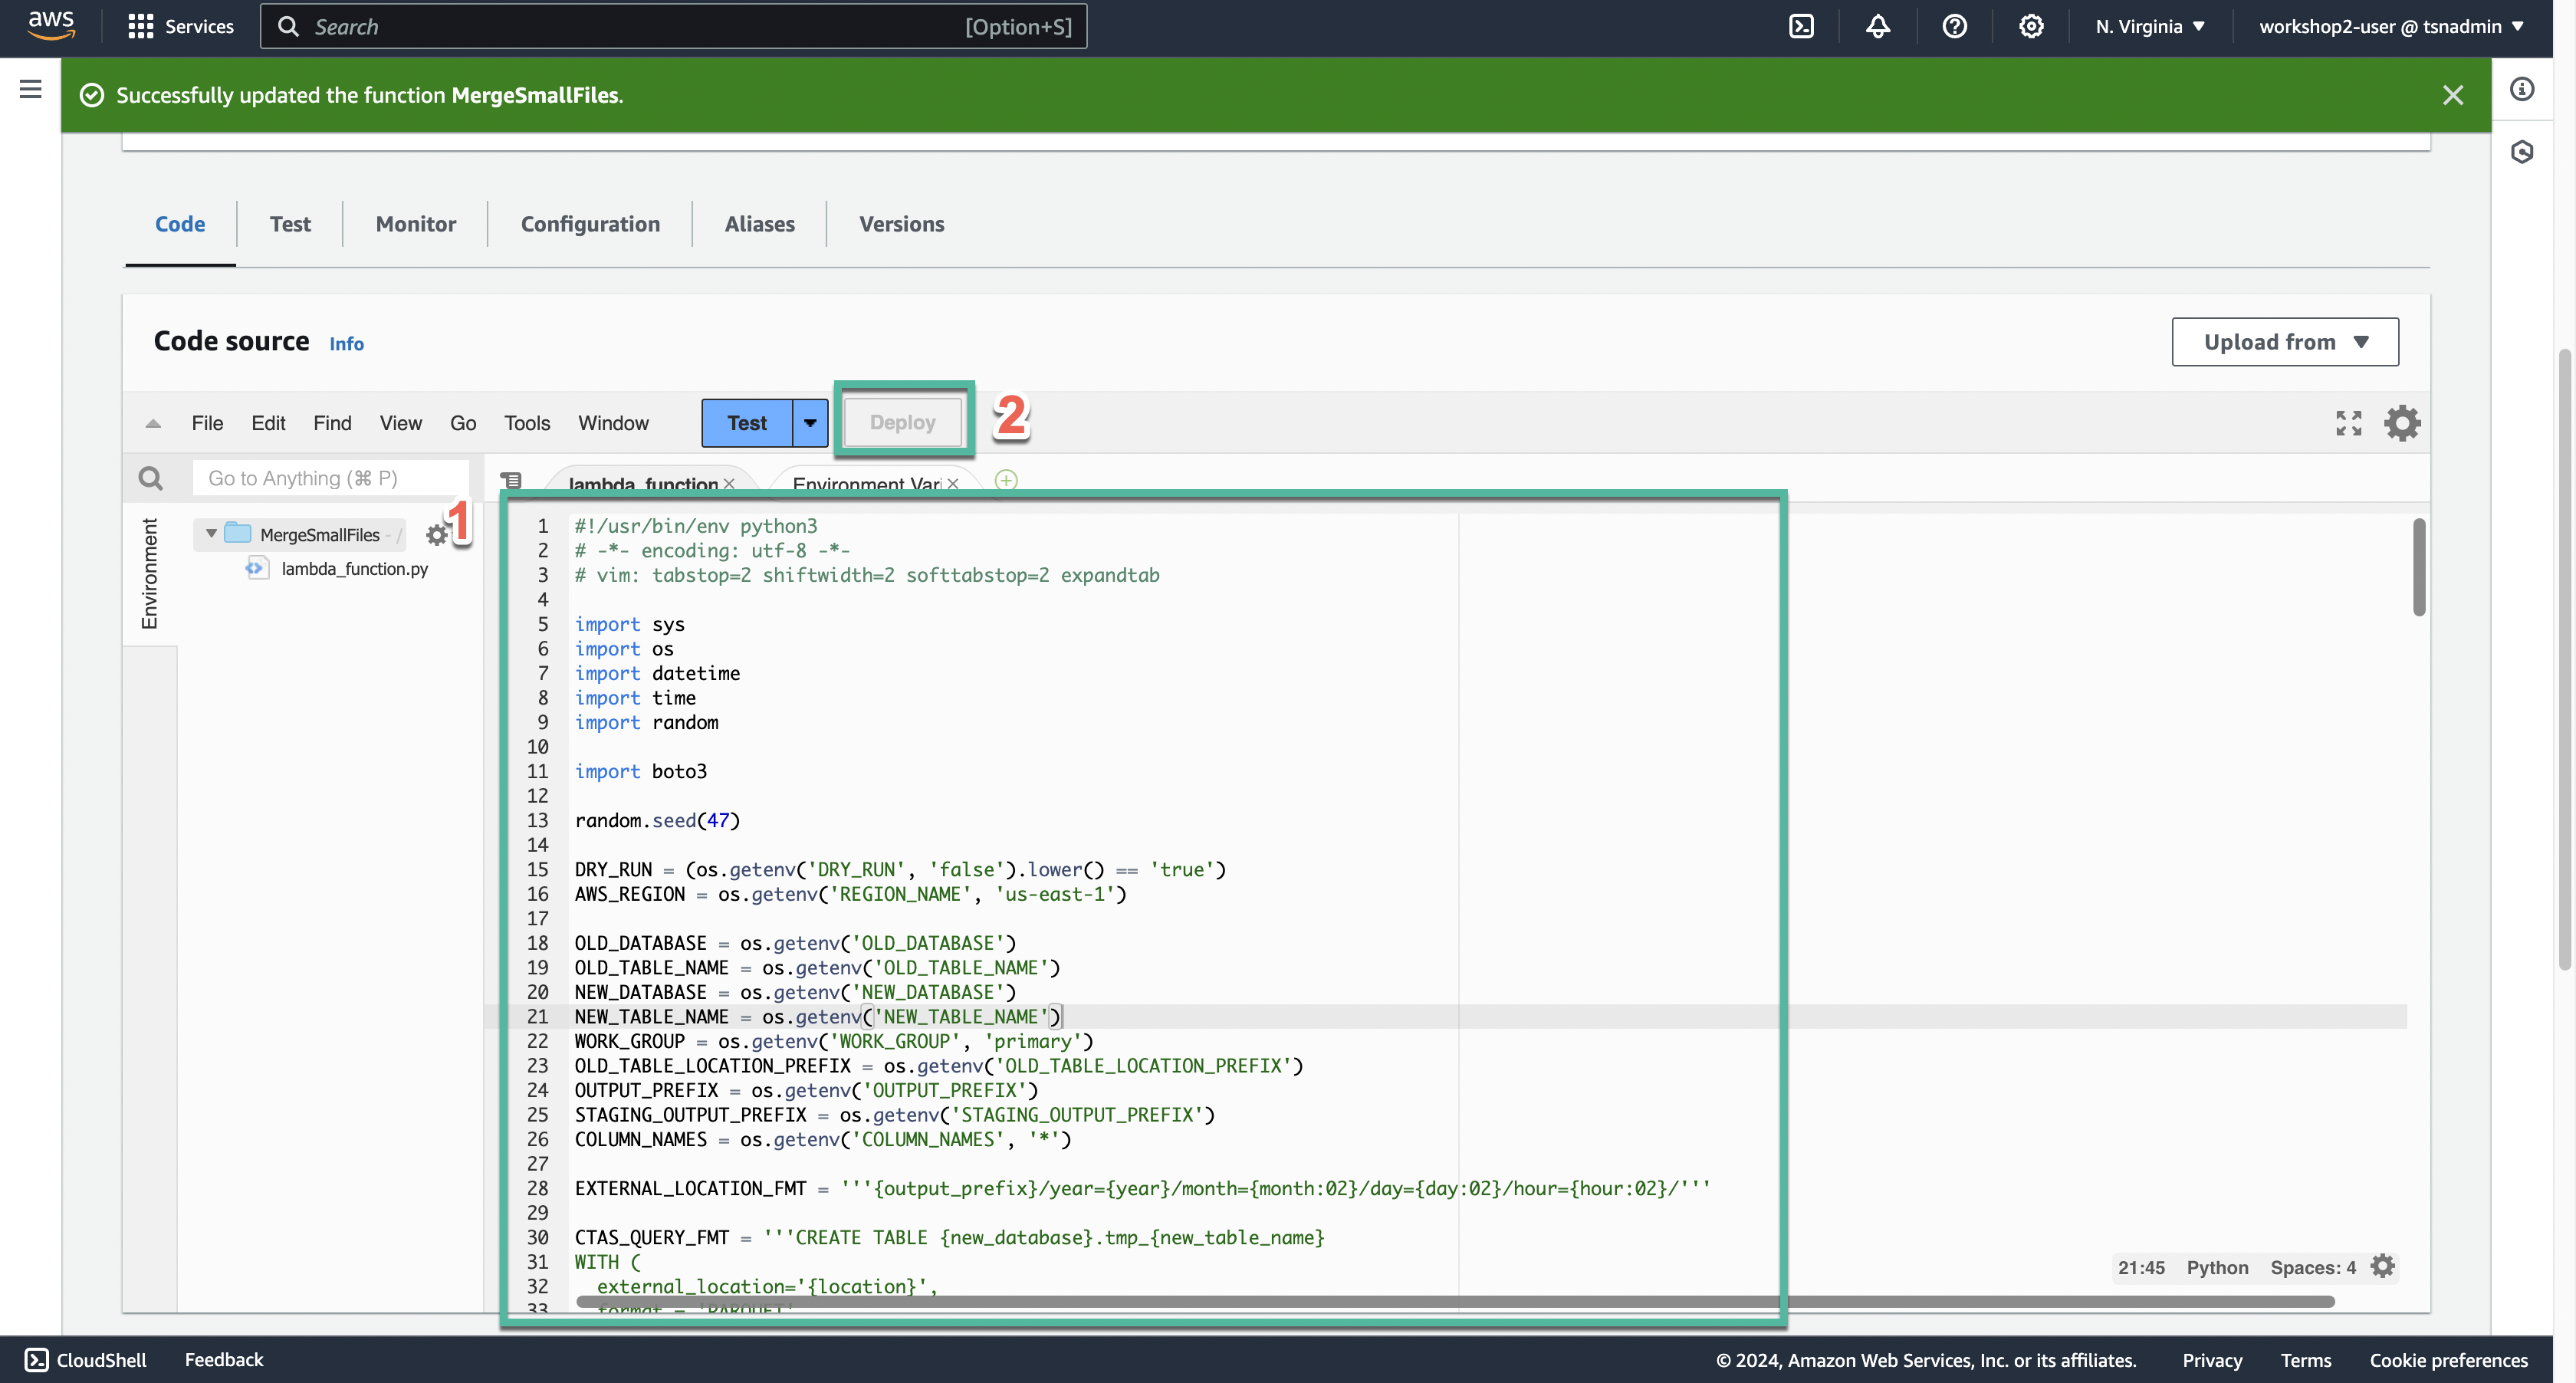 aws
Services
Search
[Option+S]
N. Virginia
workshop2-user @ tsnadmin
Successfully updated the function MergeSmallFiles.
Code
Test
Monitor
Configuration
Aliases
Versions
Code source
Info
Upload from
File
Edit
Find
View
Go
Tools
Window
Test
Deploy
2
Go to Anything (⌘ P)
lambda_function
Environment Vari
1
Environment
MergeSmallFiles - /
lambda_function.py
1 #!/usr/bin/env python3
2 # -*- encoding: utf-8 -*-
3 # vim: tabstop=2 shiftwidth=2 softtabstop=2 expandtab
4
5 import sys
6 import os
7 import datetime
8 import time
9 import random
10
11 import boto3
12
13 random.seed(47)
14
15 DRY_RUN = (os.getenv('DRY_RUN', 'false').lower() == 'true')
16 AWS_REGION = os.getenv('REGION_NAME', 'us-east-1')
17
18 OLD_DATABASE = os.getenv('OLD_DATABASE')
19 OLD_TABLE_NAME = os.getenv('OLD_TABLE_NAME')
20 NEW_DATABASE = os.getenv('NEW_DATABASE')
21 NEW_TABLE_NAME = os.getenv('NEW_TABLE_NAME')
22 WORK_GROUP = os.getenv('WORK_GROUP', 'primary')
23 OLD_TABLE_LOCATION_PREFIX = os.getenv('OLD_TABLE_LOCATION_PREFIX')
24 OUTPUT_PREFIX = os.getenv('OUTPUT_PREFIX')
25 STAGING_OUTPUT_PREFIX = os.getenv('STAGING_OUTPUT_PREFIX')
26 COLUMN_NAMES = os.getenv('COLUMN_NAMES', '*')
27
28 EXTERNAL_LOCATION_FMT = '''{output_prefix}/year={year}/month={month:02}/day={day:02}/hour={hour:02}/'''
29
30 CTAS_QUERY_FMT = '''CREATE TABLE {new_database}.tmp_{new_table_name}
31 WITH (
32 external_location='{location}',
33 format = 'PARQUET'
21:45
Python
Spaces: 4
CloudShell
Feedback
© 2024, Amazon Web Services, Inc. or its affiliates.
Privacy
Terms
Cookie preferences